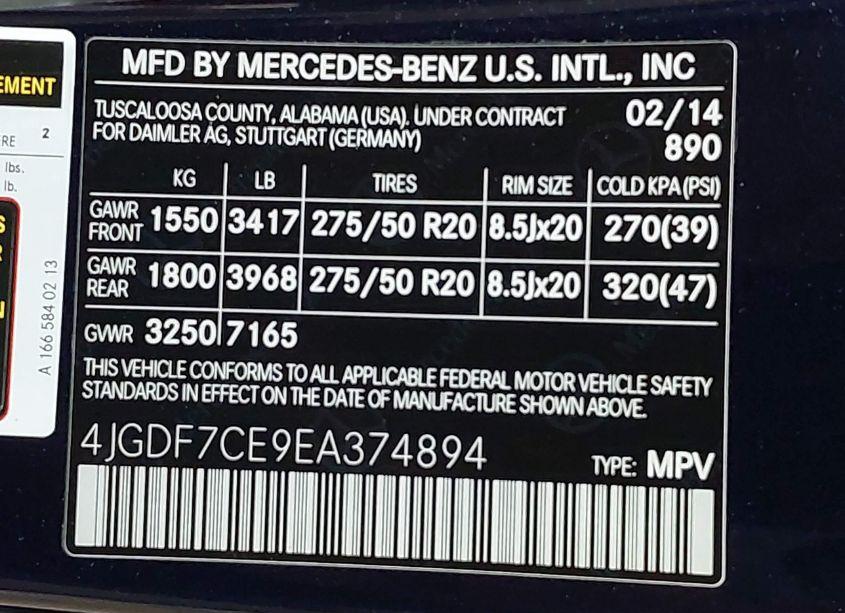 EMENT
RE 2
lbs.
lb.
A 166 584 02 13
MFD BY MERCEDES-BENZ U.S. INTL., INC
TUSCALOOSA COUNTY, ALABAMA (USA). UNDER CONTRACT
FOR DAIMLER AG, STUTTGART (GERMANY)
02/14
890
KG LB TIRES RIM SIZE COLD KPA (PSI)
GAWR FRONT 1550 3417 275/50 R20 8.5Jx20 270(39)
GAWR REAR 1800 3968 275/50 R20 8.5Jx20 320(47)
GVWR 3250 7165
THIS VEHICLE CONFORMS TO ALL APPLICABLE FEDERAL MOTOR VEHICLE SAFETY
STANDARDS IN EFFECT ON THE DATE OF MANUFACTURE SHOWN ABOVE.
4JGDF7CE9EA374894
TYPE: MPV